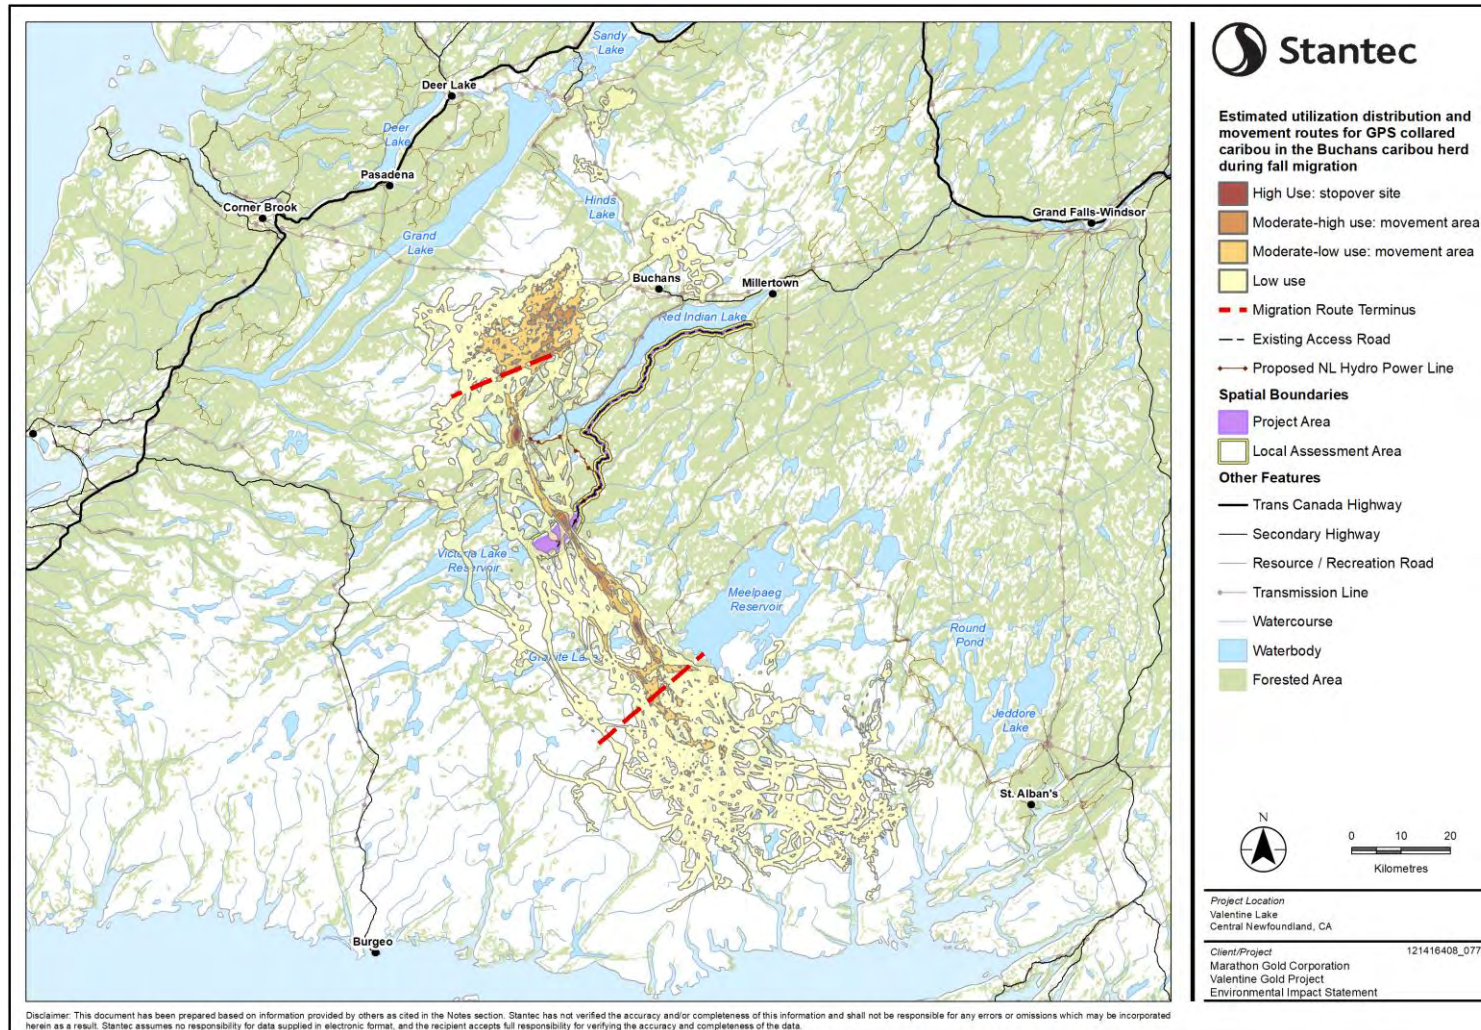 Sandy
Lake
Deer Lake
Deer
Lake
Pasadena
Corner Brook
Hinds
Lake
Grand
Lake
Grand Falls-Windsor
Buchans
Millertown
Red Indian Lake
Victoria Lake
Reservoir
Meelpaeg
Reservoir
Granite Lake
Round
Pond
Jeddore
Lake
St. Alban's
Burgeo
Stantec
Estimated utilization distribution and
movement routes for GPS collared
caribou in the Buchans caribou herd
during fall migration
High Use: stopover site
Moderate-high use: movement area
Moderate-low use: movement area
Low use
Migration Route Terminus
Existing Access Road
Proposed NL Hydro Power Line
Spatial Boundaries
Project Area
Local Assessment Area
Other Features
Trans Canada Highway
Secondary Highway
Resource / Recreation Road
Transmission Line
Watercourse
Waterbody
Forested Area
N
0 10 20
Kilometres
Project Location
Valentine Lake
Central Newfoundland, CA
Client/Project 121416408_077
Marathon Gold Corporation
Valentine Gold Project
Environmental Impact Statement
Disclaimer: This document has been prepared based on information provided by others as cited in the Notes section. Stantec has not verified the accuracy and/or completeness of this information and shall not be responsible for any errors or omissions which may be incorporated
herein as a result. Stantec assumes no responsibility for data supplied in electronic format, and the recipient accepts full responsibility for verifying the accuracy and completeness of the data.